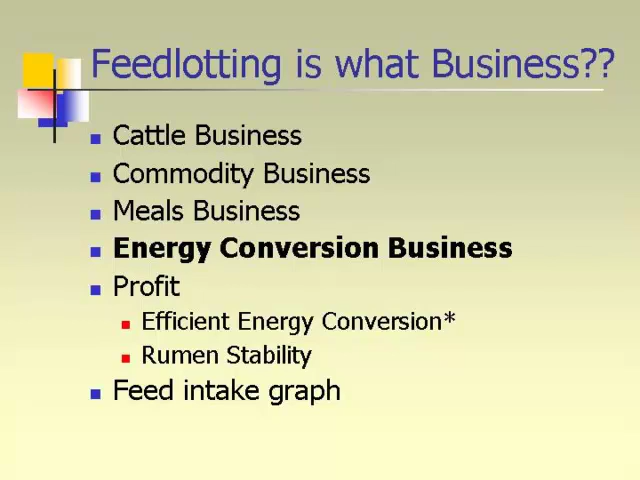 Feedlotting is what Business??
Cattle Business
Commodity Business
Meals Business
Energy Conversion Business
Profit
Efficient Energy Conversion*
Rumen Stability
Feed intake graph